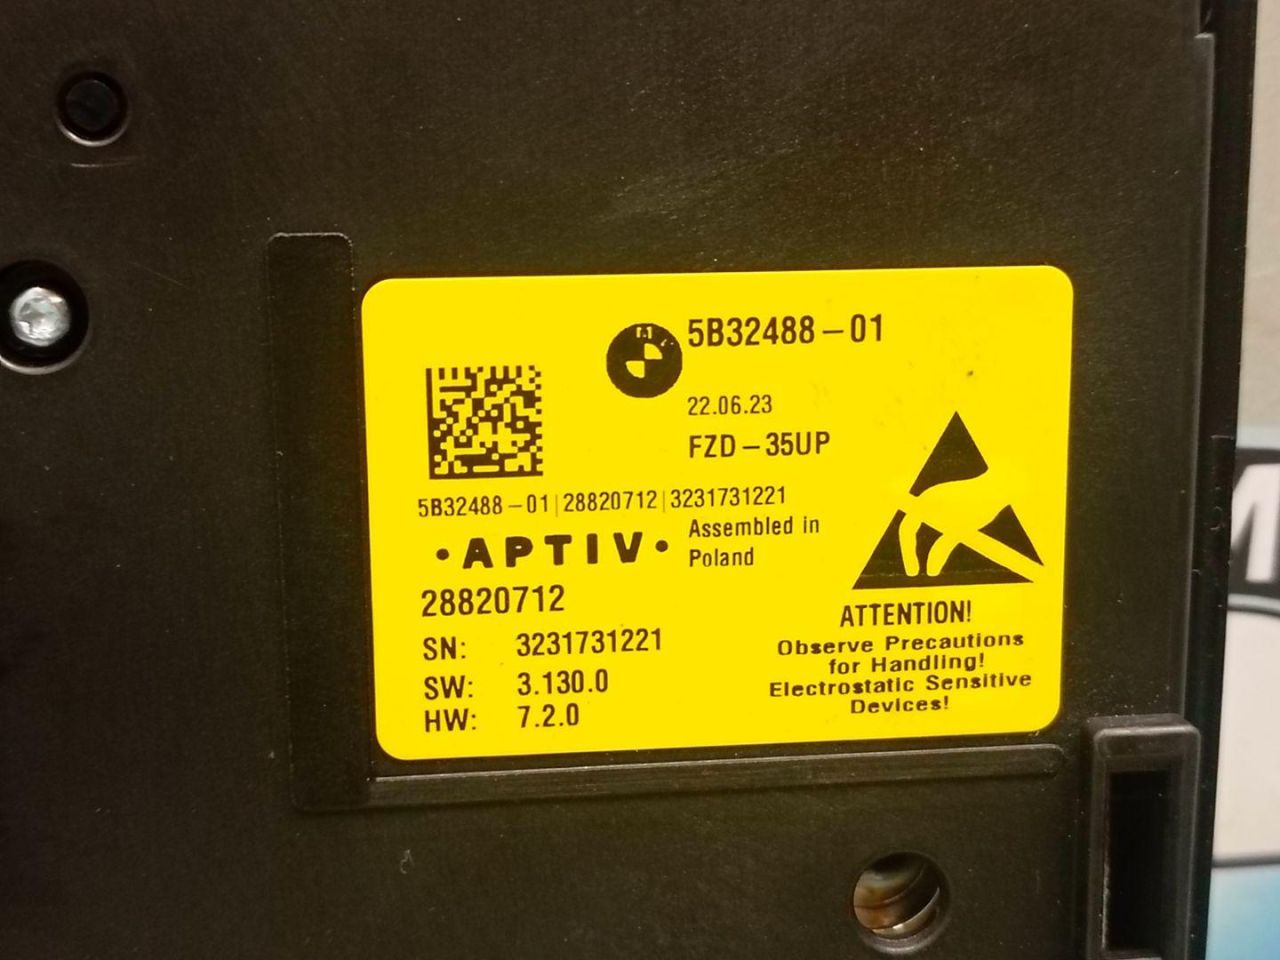 5B32488-01
22.06.23
FZD-35UP
5B32488-01|28820712|3231731221
•APTIV•
Assembled in
Poland
28820712
SN: 3231731221
SW: 3.130.0
HW: 7.2.0
ATTENTION!
Observe Precautions
for Handling!
Electrostatic Sensitive
Devices!